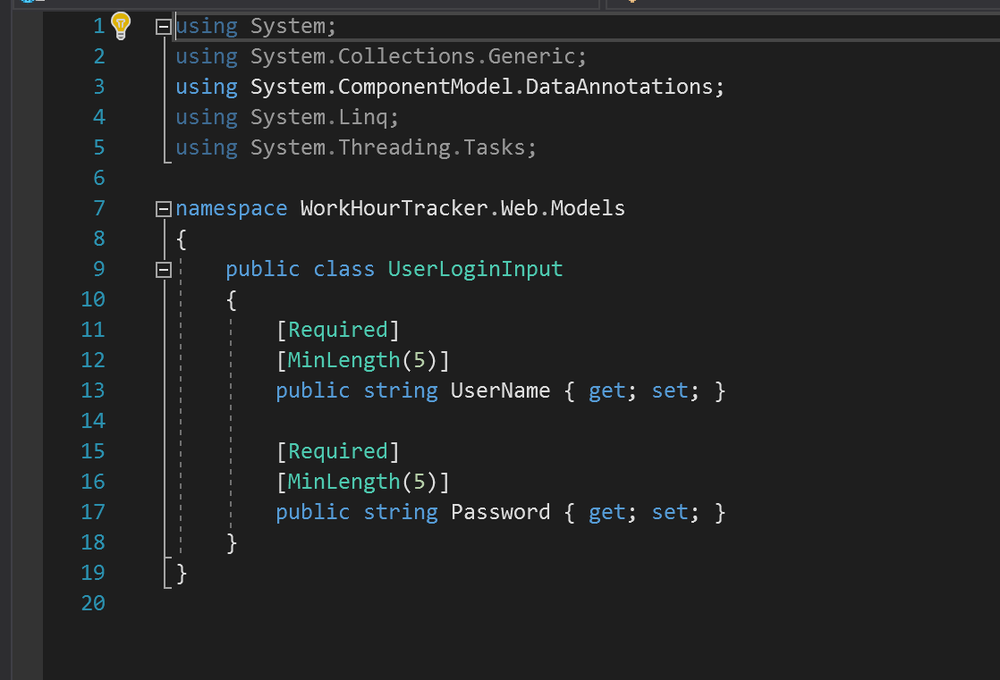 1 using System;
2 using System.Collections.Generic;
3 using System.ComponentModel.DataAnnotations;
4 using System.Linq;
5 using System.Threading.Tasks;
6
7 namespace WorkHourTracker.Web.Models
8 {
9     public class UserLoginInput
10     {
11         [Required]
12         [MinLength(5)]
13         public string UserName { get; set; }
14
15         [Required]
16         [MinLength(5)]
17         public string Password { get; set; }
18     }
19 }
20